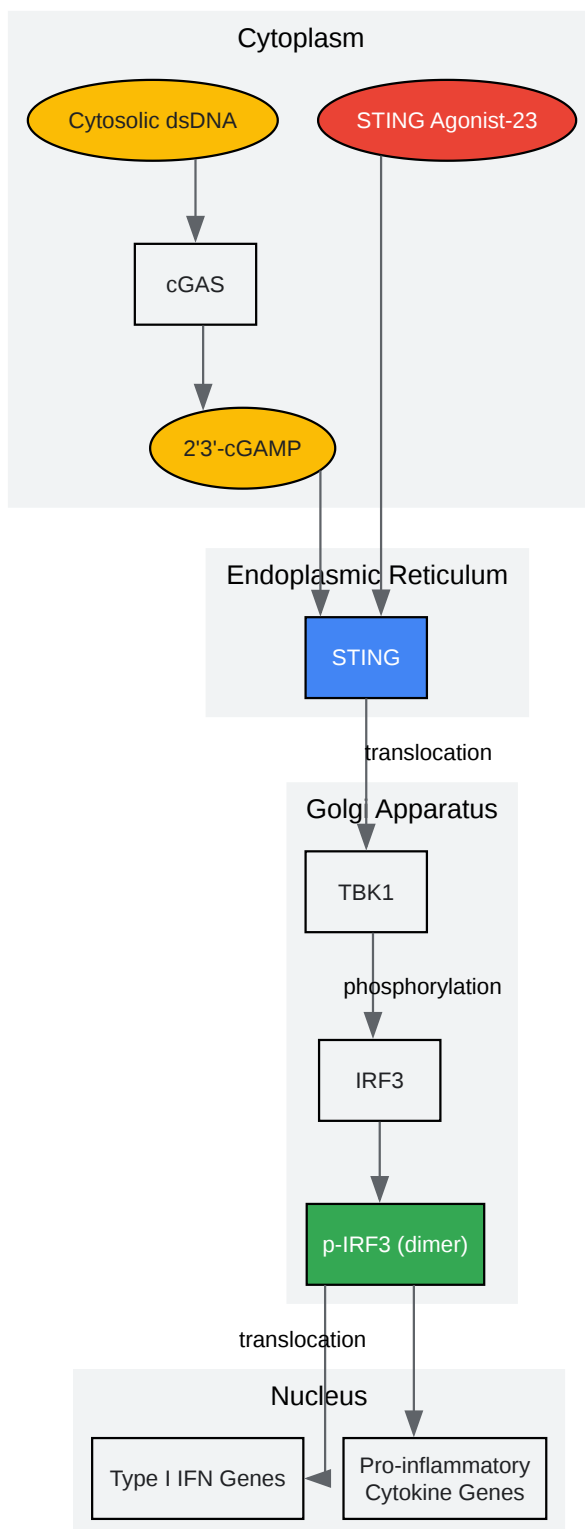 Cytoplasm
Cytosolic dsDNA
STING Agonist-23
cGAS
2'3'-cGAMP
Endoplasmic Reticulum
STING
translocation
Golgi Apparatus
TBK1
phosphorylation
IRF3
p-IRF3 (dimer)
translocation
Nucleus
Type I IFN Genes
Pro-inflammatory
Cytokine Genes